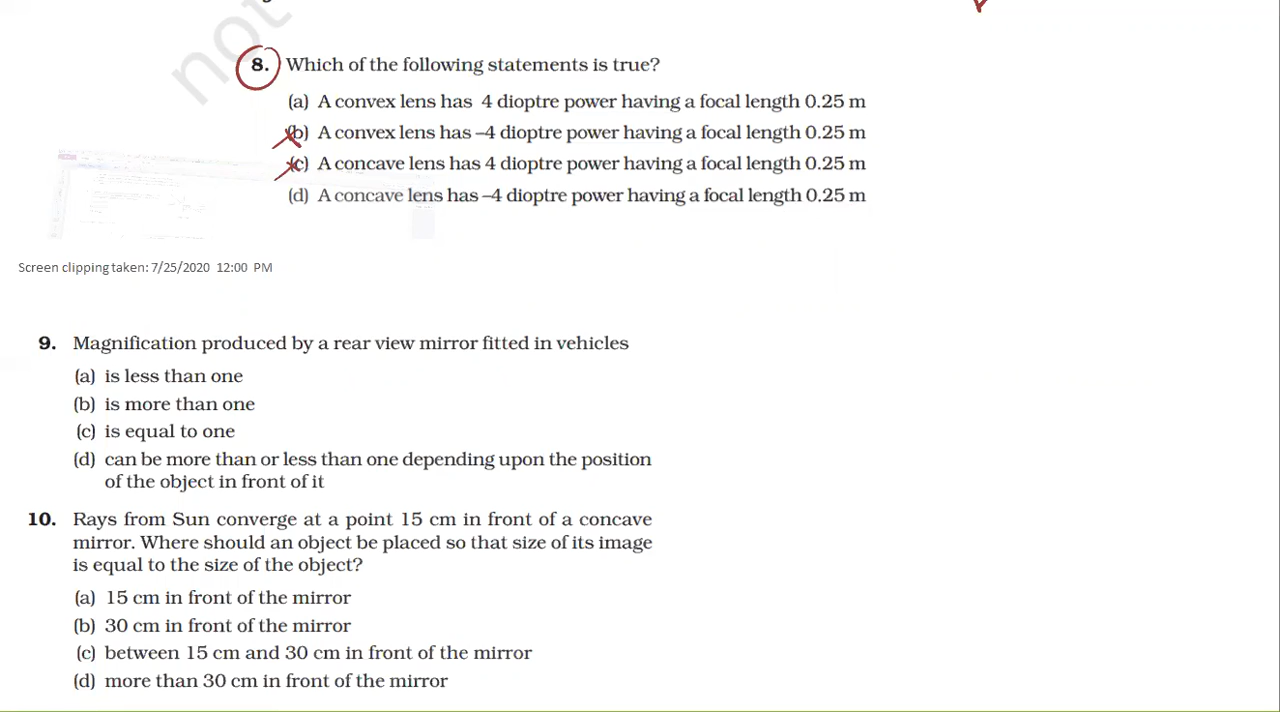 not
8. Which of the following statements is true?
(a) A convex lens has 4 dioptre power having a focal length 0.25 m
(b) A convex lens has –4 dioptre power having a focal length 0.25 m
(c) A concave lens has 4 dioptre power having a focal length 0.25 m
(d) A concave lens has –4 dioptre power having a focal length 0.25 m
Screen clipping taken: 7/25/2020 12:00 PM
9. Magnification produced by a rear view mirror fitted in vehicles
(a) is less than one
(b) is more than one
(c) is equal to one
(d) can be more than or less than one depending upon the position
of the object in front of it
10. Rays from Sun converge at a point 15 cm in front of a concave
mirror. Where should an object be placed so that size of its image
is equal to the size of the object?
(a) 15 cm in front of the mirror
(b) 30 cm in front of the mirror
(c) between 15 cm and 30 cm in front of the mirror
(d) more than 30 cm in front of the mirror